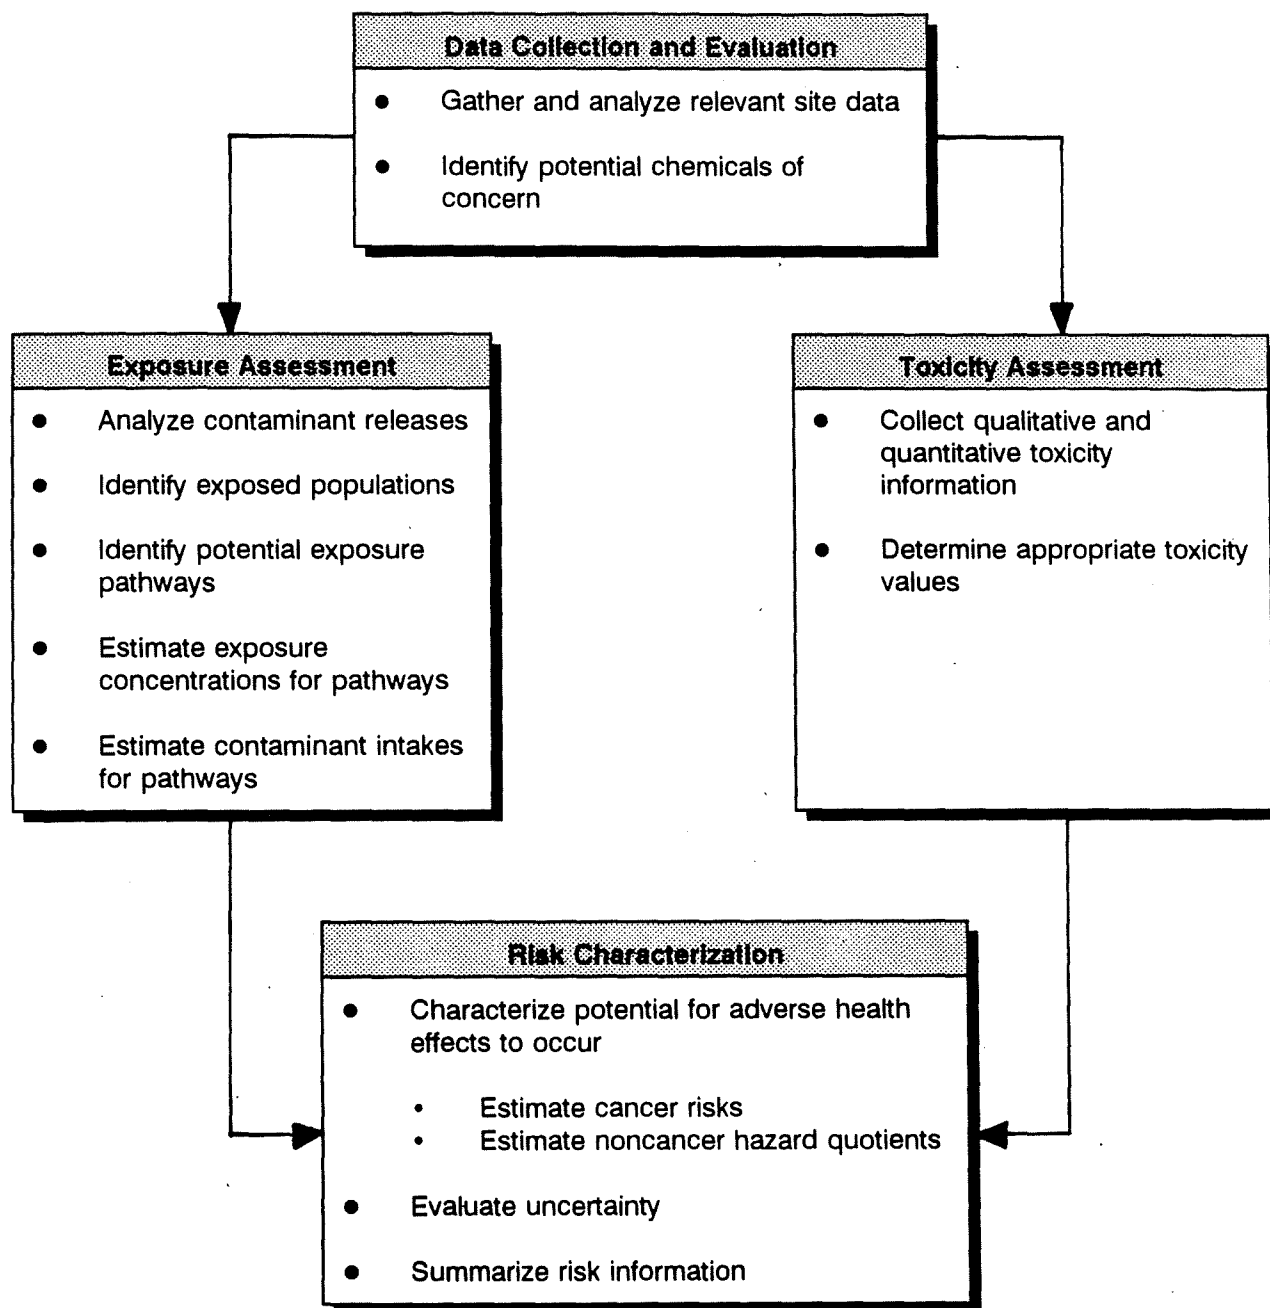 Data Collection and Evaluation
● Gather and analyze relevant site data
● Identify potential chemicals of
concern
Exposure Assessment
● Analyze contaminant releases
● Identify exposed populations
● Identify potential exposure
pathways
● Estimate exposure
concentrations for pathways
● Estimate contaminant intakes
for pathways
Toxicity Assessment
● Collect qualitative and
quantitative toxicity
information
● Determine appropriate toxicity
values
Risk Characterization
● Characterize potential for adverse health
effects to occur
• Estimate cancer risks
• Estimate noncancer hazard quotients
● Evaluate uncertainty
● Summarize risk information